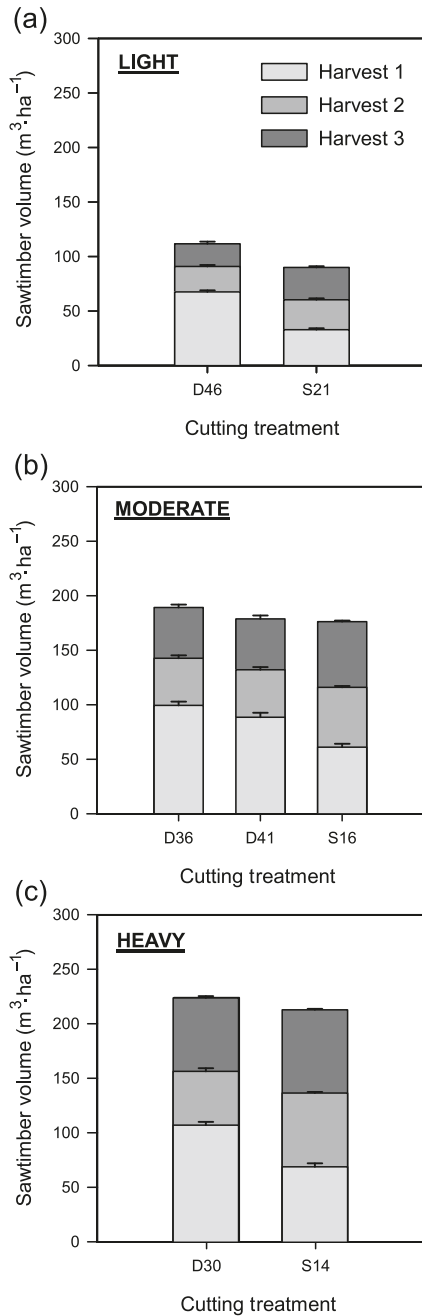 (a)
300
250
200
150
100
50
0
Sawtimber volume (m³·ha⁻¹)
LIGHT
Harvest 1
Harvest 2
Harvest 3
D46 S21
Cutting treatment
(b)
300
250
200
150
100
50
0
Sawtimber volume (m³·ha⁻¹)
MODERATE
D36 D41 S16
Cutting treatment
(c)
300
250
200
150
100
50
0
Sawtimber volume (m³·ha⁻¹)
HEAVY
D30 S14
Cutting treatment